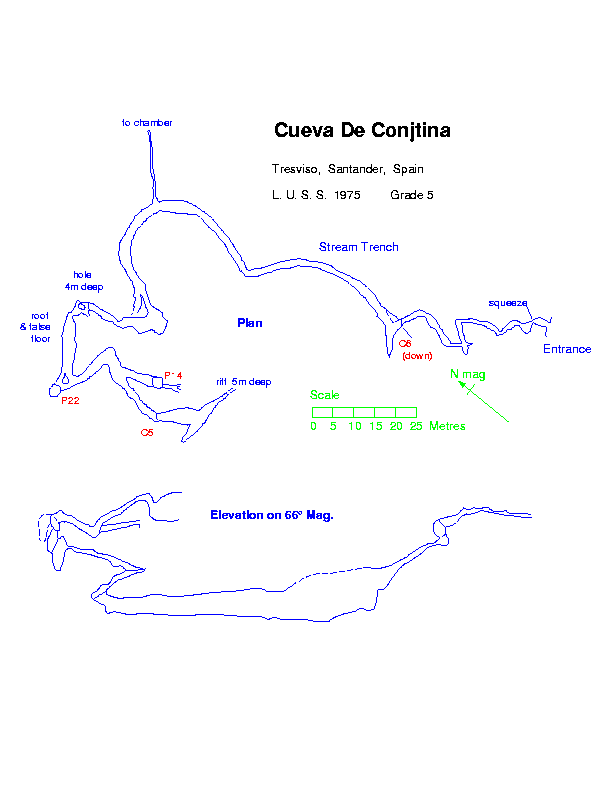 to chamber
Cueva De Conjtina
Tresviso, Santander, Spain
L. U. S. S. 1975 Grade 5
Stream Trench
hole
4m deep
squeeze
roof
& false
floor
Plan
C6
(down)
Entrance
N mag
P14
rift 5m deep
P22
Scale
0 5 10 15 20 25 Metres
C5
Elevation on 66° Mag.